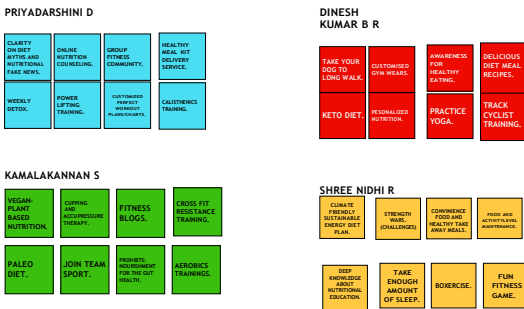 PRIYADARSHINI D
CLARITY
ON DIET
MYTHS AND
NUTRITIONAL
FAKE NEWS.
ONLINE
NUTRITION
COUNSELING.
GROUP
FITNESS
COMMUNITY.
HEALTHY
MEAL KIT
DELIVERY
SERVICE.
WEEKLY
DETOX.
POWER
LIFTING
TRAINING.
CUSTOMIZED
PERFECT
WORKOUT
PLANS/CHARTS.
CALISTHENICS
TRAINING.
DINESH
KUMAR B R
TAKE YOUR
DOG TO
LONG WALK.
CUSTOMISED
GYM WEARS.
AWARENESS
FOR
HEALTHY
EATING.
DELICIOUS
DIET MEAL
RECIPES.
KETO DIET.
PESONALIZED
NUTRITION.
PRACTICE
YOGA.
TRACK
CYCLIST
TRAINING.
KAMALAKANNAN S
VEGAN-
PLANT
BASED
NUTRITION.
CUPPING
AND
ACCUPRESSURE
THERAPY.
FITNESS
BLOGS.
CROSS FIT
RESISTANCE
TRAINING.
PALEO
DIET.
JOIN TEAM
SPORT.
PROHIBTS:
NOURISHMENT
FOR THE GUT
HEALTH.
AEROBICS
TRAININGS.
SHREE NIDHI R
CLIMATE
FRIENDLY
SUSTAINABLE
ENERGY DIET
PLAN.
STRENGTH
WARS.
(CHALLENGES)
CONVINIENCE
FOOD AND
HEALTHY TAKE
AWAY MEALS.
FOOD AND
ACTIVITYLEVEL
MAINTENANCE.
DEEP
KNOWLEDGE
ABOUT
NUTRITIONAL
EDUCATION.
TAKE
ENOUGH
AMOUNT
OF SLEEP.
BOXERCISE.
FUN
FITNESS
GAME.